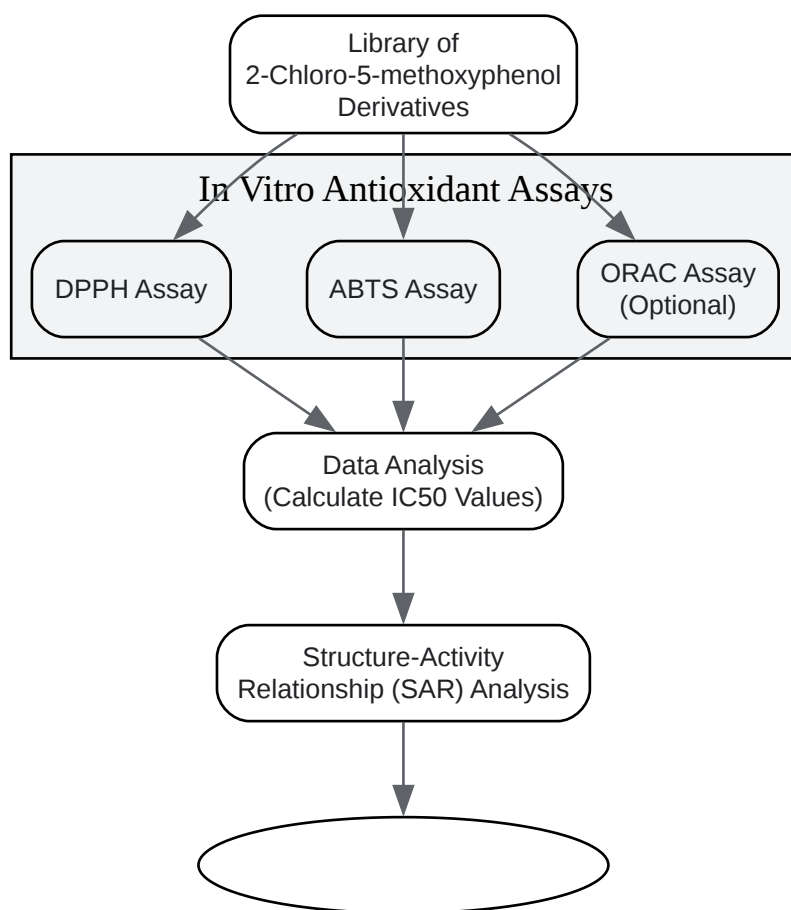 Library of
2-Chloro-5-methoxyphenol
Derivatives
In Vitro Antioxidant Assays
DPPH Assay
ABTS Assay
ORAC Assay
(Optional)
Data Analysis
(Calculate IC50 Values)
Structure-Activity
Relationship (SAR) Analysis